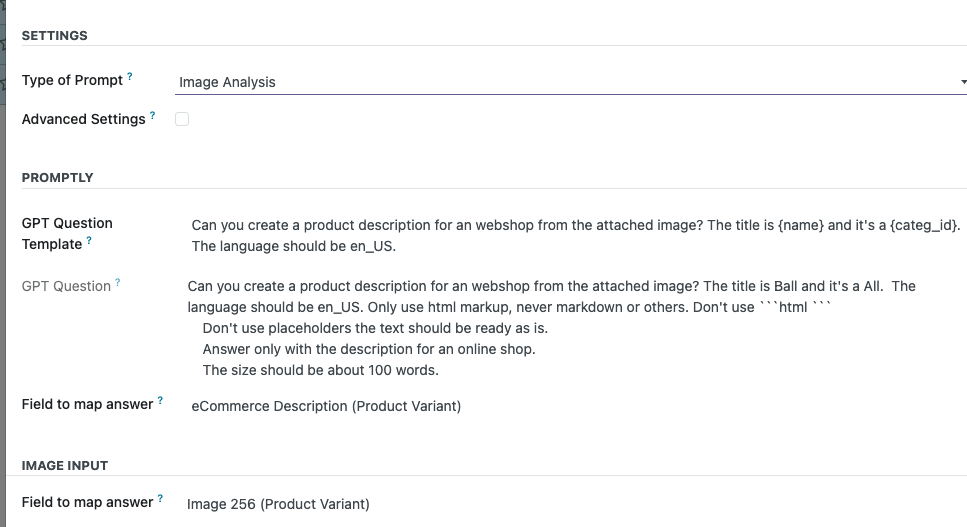 SETTINGS
Type of Prompt ?
Image Analysis
Advanced Settings ?
PROMPTLY
GPT Question
Template ?
Can you create a product description for an webshop from the attached image? The title is {name} and it's a {categ_id}.
The language should be en_US.
GPT Question ?
Can you create a product description for an webshop from the attached image? The title is Ball and it's a All.  The
language should be en_US. Only use html markup, never markdown or others. Don't use ```html ```
Don't use placeholders the text should be ready as is.
Answer only with the description for an online shop.
The size should be about 100 words.
Field to map answer ?
eCommerce Description (Product Variant)
IMAGE INPUT
Field to map answer ?
Image 256 (Product Variant)